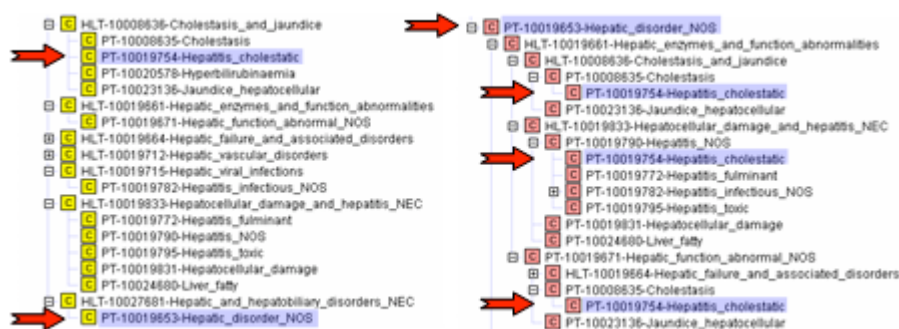 HLT-10008636-Cholestasis_and_jaundice
PT-10008635-Cholestasis
PT-10019754-Hepatitis_cholestatic
PT-10020578-Hyperbilirubinaemia
PT-10023136-Jaundice_hepatocellular
HLT-10019661-Hepatic_enzymes_and_function_abnormalities
PT-10019671-Hepatic_function_abnormal_NOS
HLT-10019664-Hepatic_failure_and_associated_disorders
HLT-10019712-Hepatic_vascular_disorders
HLT-10019715-Hepatic_viral_infections
PT-10019782-Hepatitis_infectious_NOS
HLT-10019833-Hepatocellular_damage_and_hepatitis_NEC
PT-10019772-Hepatitis_fulminant
PT-10019790-Hepatitis_NOS
PT-10019795-Hepatitis_toxic
PT-10019831-Hepatocellular_damage
PT-10024680-Liver_fatty
HLT-10027681-Hepatic_and_hepatobiliary_disorders_NEC
PT-10019653-Hepatic_disorder_NOS
PT-10019653-Hepatic_disorder_NOS
HLT-10019661-Hepatic_enzymes_and_function_abnormalities
HLT-10008636-Cholestasis_and_jaundice
PT-10008635-Cholestasis
PT-10019754-Hepatitis_cholestatic
PT-10023136-Jaundice_hepatocellular
HLT-10019833-Hepatocellular_damage_and_hepatitis_NEC
PT-10019790-Hepatitis_NOS
PT-10019754-Hepatitis_cholestatic
PT-10019772-Hepatitis_fulminant
PT-10019782-Hepatitis_infectious_NOS
PT-10019795-Hepatitis_toxic
PT-10019831-Hepatocellular_damage
PT-10024680-Liver_fatty
PT-10019671-Hepatic_function_abnormal_NOS
HLT-10019664-Hepatic_failure_and_associated_disorders
PT-10008635-Cholestasis
PT-10019754-Hepatitis_cholestatic
PT-10023136-Jaundice_hepatocellular